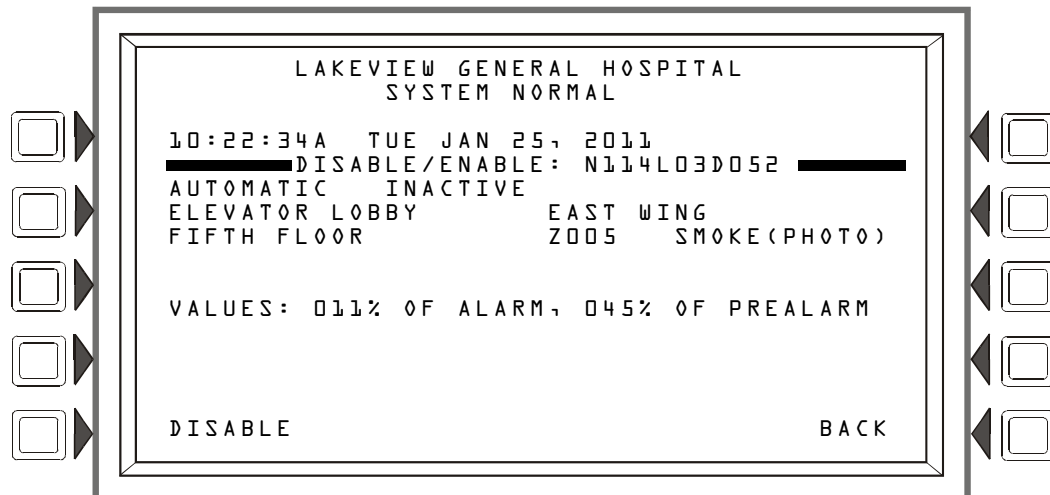 LAKEVIEW GENERAL HOSPITAL
SYSTEM NORMAL
10:22:34A TUE JAN 25, 2011
DISABLE/ENABLE: N114L03D052
AUTOMATIC INACTIVE
ELEVATOR LOBBY EAST WING
FIFTH FLOOR Z005 SMOKE(PHOTO)
VALUES: 011% OF ALARM, 045% OF PREALARM
DISABLE BACK